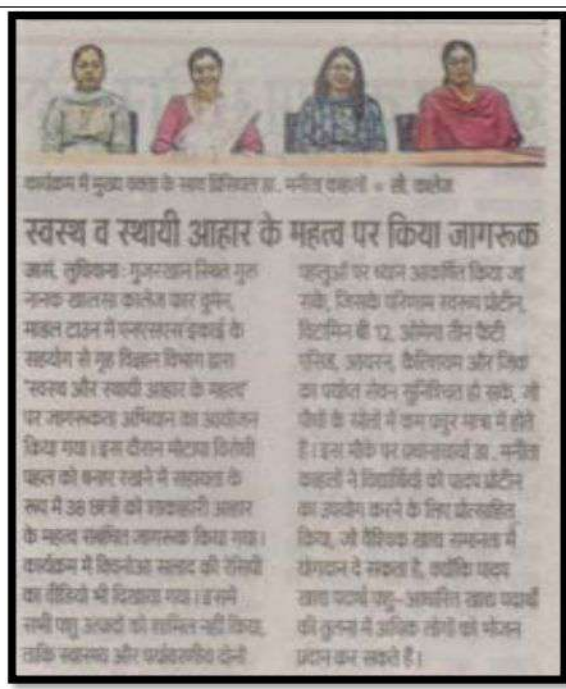 कार्यक्रम में मुख्य वक्ता के साथ प्रिंसिपल डा. मनीता काहलों ● सौ. कालेज
स्वस्थ व स्थायी आहार के महत्व पर किया जागरूक
जासं, लुधियाना : गुजरखान स्थित गुरु
नानक खालसा कालेज फार वुमेन,
माडल टाउन में एनएसएस इकाई के
सहयोग से गृह विज्ञान विभाग द्वारा
'स्वस्थ और स्थायी आहार के महत्व'
पर जागरूकता अभियान का आयोजन
किया गया। इस दौरान मोटापा विरोधी
पहल को बनाए रखने में सहायता के
रूप में 38 छात्रों को शाकाहारी आहार
के महत्व संबंधित जागरूक किया गया।
कार्यक्रम में क्विनोआ सलाद की रेसिपी
का वीडियो भी दिखाया गया। इसमें
सभी पशु उत्पादों को शामिल नहीं किया,
ताकि स्वास्थ्य और पर्यावरणीय दोनों
पहलुओं पर ध्यान आकर्षित किया जा
सके, जिसके परिणाम स्वरूप प्रोटीन,
विटामिन बी 12, ओमेगा तीन फैटी
एसिड, आयरन, कैल्शियम और जिंक
का पर्याप्त सेवन सुनिश्चित हो सके, जो
पौधों के स्रोतों में कम प्रचुर मात्रा में होते
हैं। इस मौके पर प्रधानाचार्या डा. मनीता
काहलों ने विद्यार्थियों को पादप प्रोटीन
का उपयोग करने के लिए प्रोत्साहित
किया, जो वैश्विक खाद्य समानता में
योगदान दे सकता है, क्योंकि पादप
खाद्य पदार्थ पशु-आधारित खाद्य पदार्थों
की तुलना में अधिक लोगों को भोजन
प्रदान कर सकते हैं।